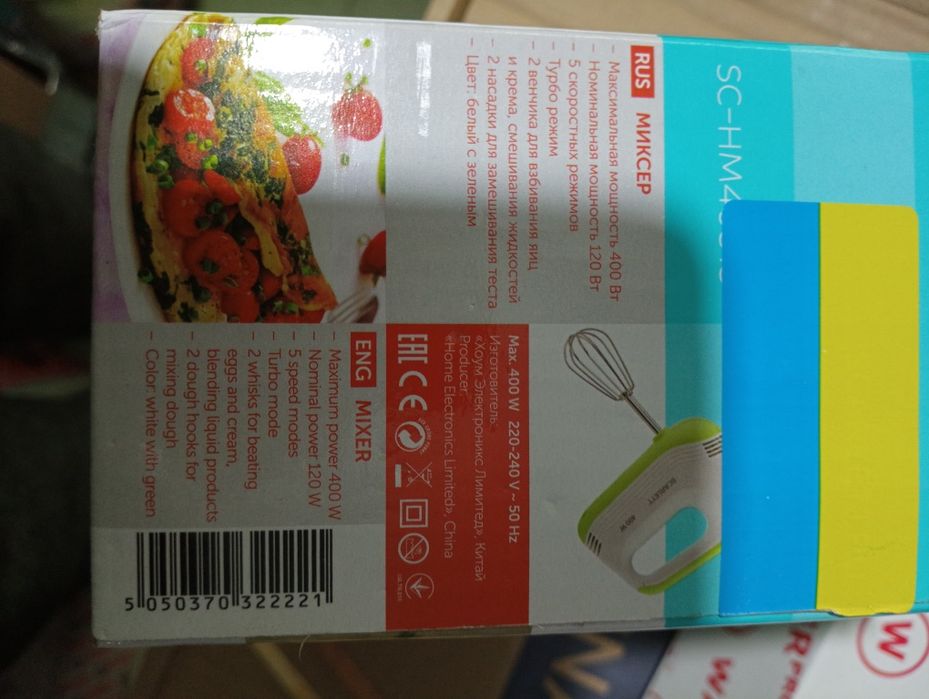 RUS МИКСЕР
– Максимальная мощность 400 Вт
– Номинальная мощность 120 Вт
– 5 скоростных режимов
– Турбо режим
– 2 венчика для взбивания яиц
и крема, смешивания жидкостей
– 2 насадки для замешивания теста
– Цвет: белый с зеленым
SCARLETT
400 W
Max. 400 W 220-240 V ~ 50 Hz
Изготовитель:
«Хоум Электроникс Лимитед», Китай
Producer:
«Home Electronics Limited», China
EAC CE
ENG MIXER
– Maximum power 400 W
– Nominal power 120 W
– 5 speed modes
– Turbo mode
– 2 whisks for beating
eggs and cream,
blending liquid products
– 2 dough hooks for
mixing dough
– Color: white with green
5 050370 322221
W